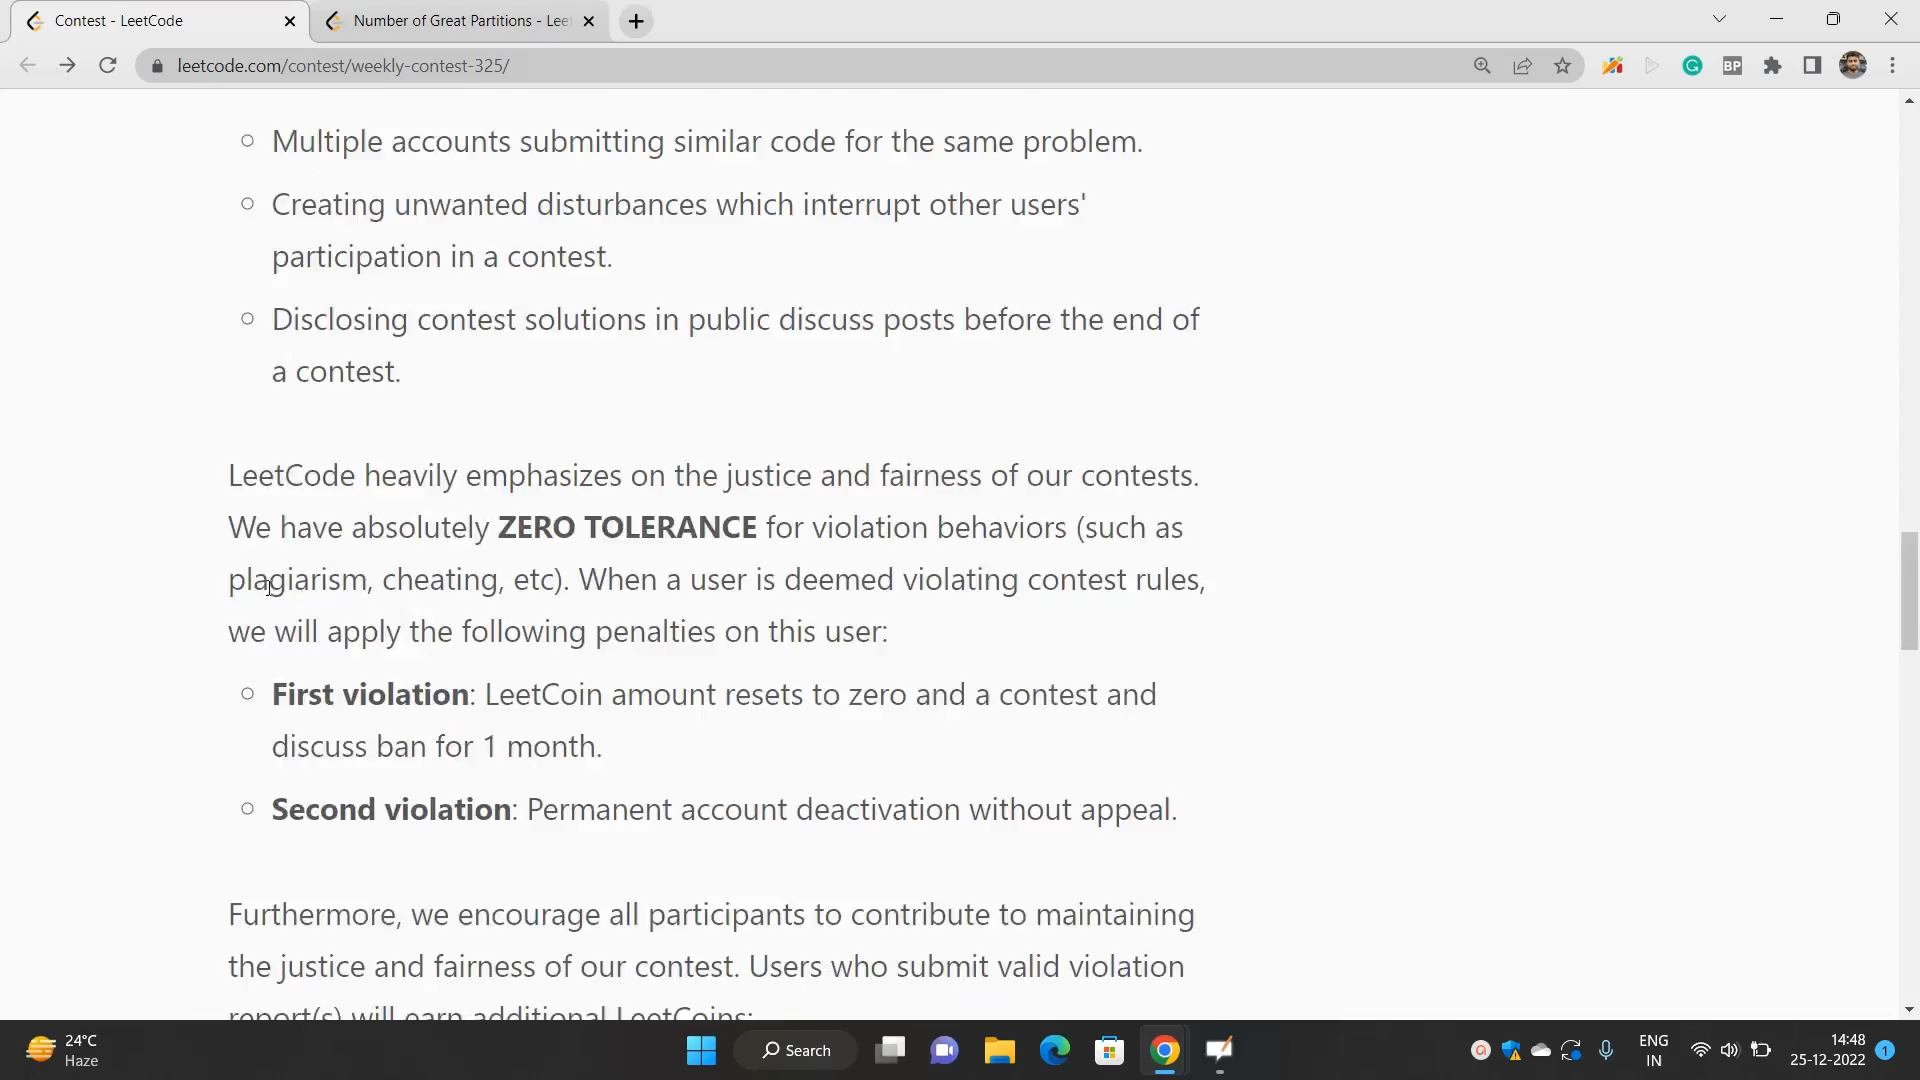 Contest - LeetCode
Number of Great Partitions - Lee
leetcode.com/contest/weekly-contest-325/
BP
Multiple accounts submitting similar code for the same problem.
Creating unwanted disturbances which interrupt other users'
participation in a contest.
Disclosing contest solutions in public discuss posts before the end of
a contest.
LeetCode heavily emphasizes on the justice and fairness of our contests.
We have absolutely ZERO TOLERANCE for violation behaviors (such as
plagiarism, cheating, etc). When a user is deemed violating contest rules,
we will apply the following penalties on this user:
First violation: LeetCoin amount resets to zero and a contest and
discuss ban for 1 month.
Second violation: Permanent account deactivation without appeal.
Furthermore, we encourage all participants to contribute to maintaining
the justice and fairness of our contest. Users who submit valid violation
report(s) will earn additional LeetCoins:
24°C
Haze
Search
ENG
IN
14:48
25-12-2022
1